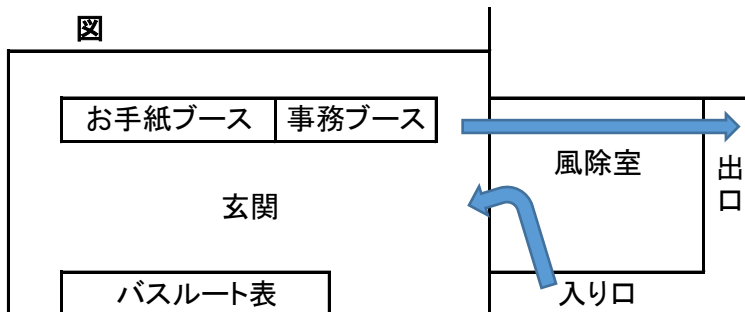 図
お手紙ブース
事務ブース
風除室
出口
玄関
バスルート表
入り口